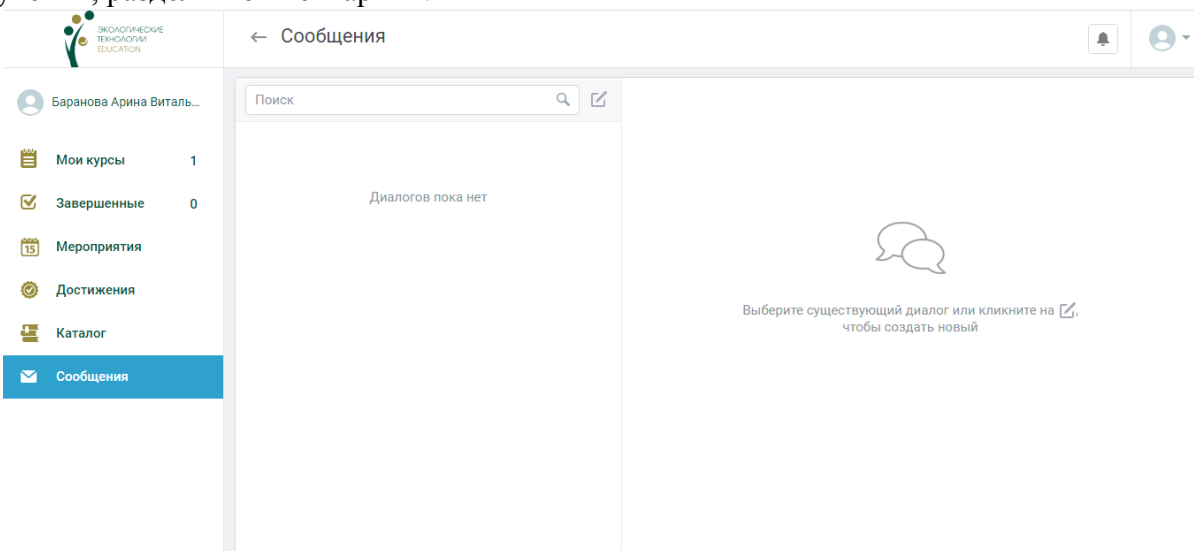 ЭКОЛОГИЧЕСКИЕ
ТЕХНОЛОГИИ
EDUCATION
← Сообщения
Баранова Арина Виталь...
Мои курсы 1
Завершенные 0
15 Мероприятия
Достижения
Каталог
Сообщения
Поиск
Диалогов пока нет
Выберите существующий диалог или кликните на ,
чтобы создать новый